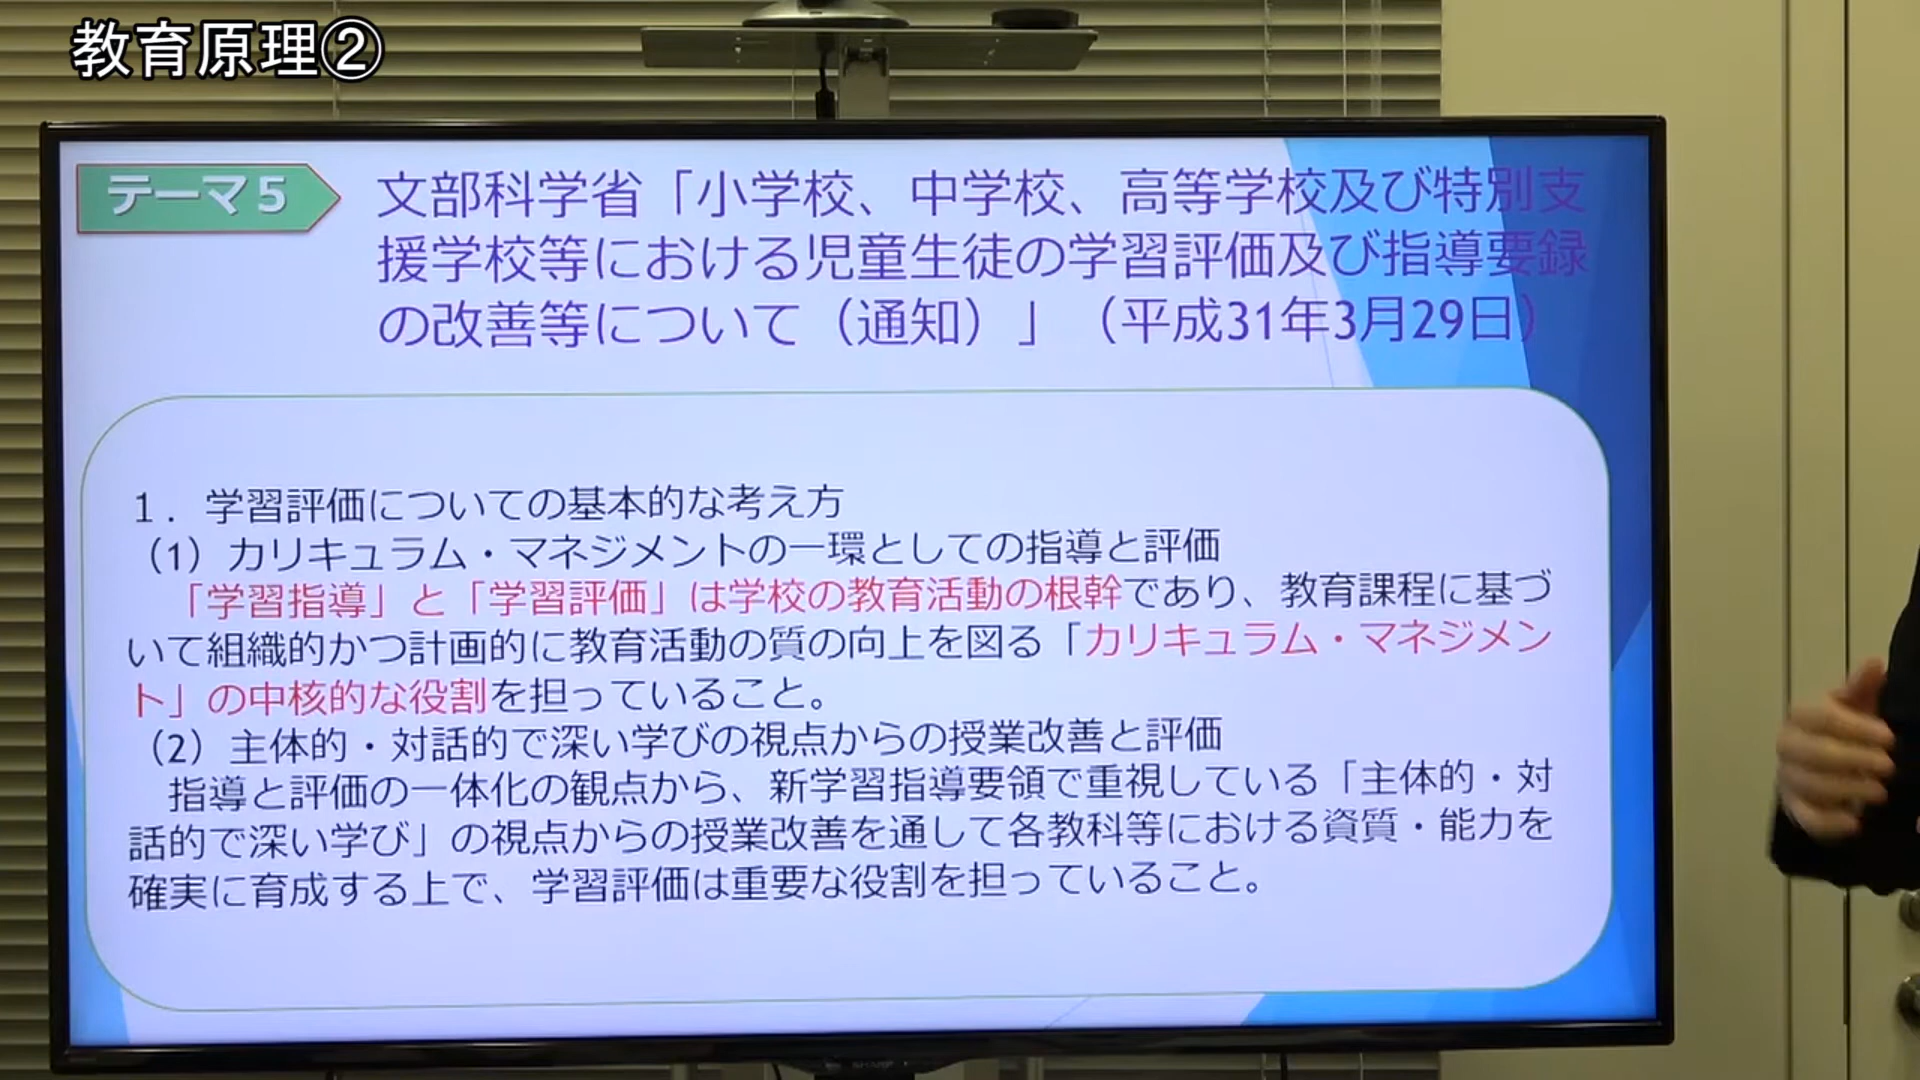 教育原理②
テーマ5
文部科学省「小学校、中学校、高等学校及び特別支
援学校等における児童生徒の学習評価及び指導要録
の改善等について（通知）」（平成31年3月29日）
１．学習評価についての基本的な考え方
（1）カリキュラム・マネジメントの一環としての指導と評価
「学習指導」と「学習評価」は学校の教育活動の根幹であり、教育課程に基づ
いて組織的かつ計画的に教育活動の質の向上を図る「カリキュラム・マネジメン
ト」の中核的な役割を担っていること。
（2）主体的・対話的で深い学びの視点からの授業改善と評価
指導と評価の一体化の観点から、新学習指導要領で重視している「主体的・対
話的で深い学び」の視点からの授業改善を通して各教科等における資質・能力を
確実に育成する上で、学習評価は重要な役割を担っていること。